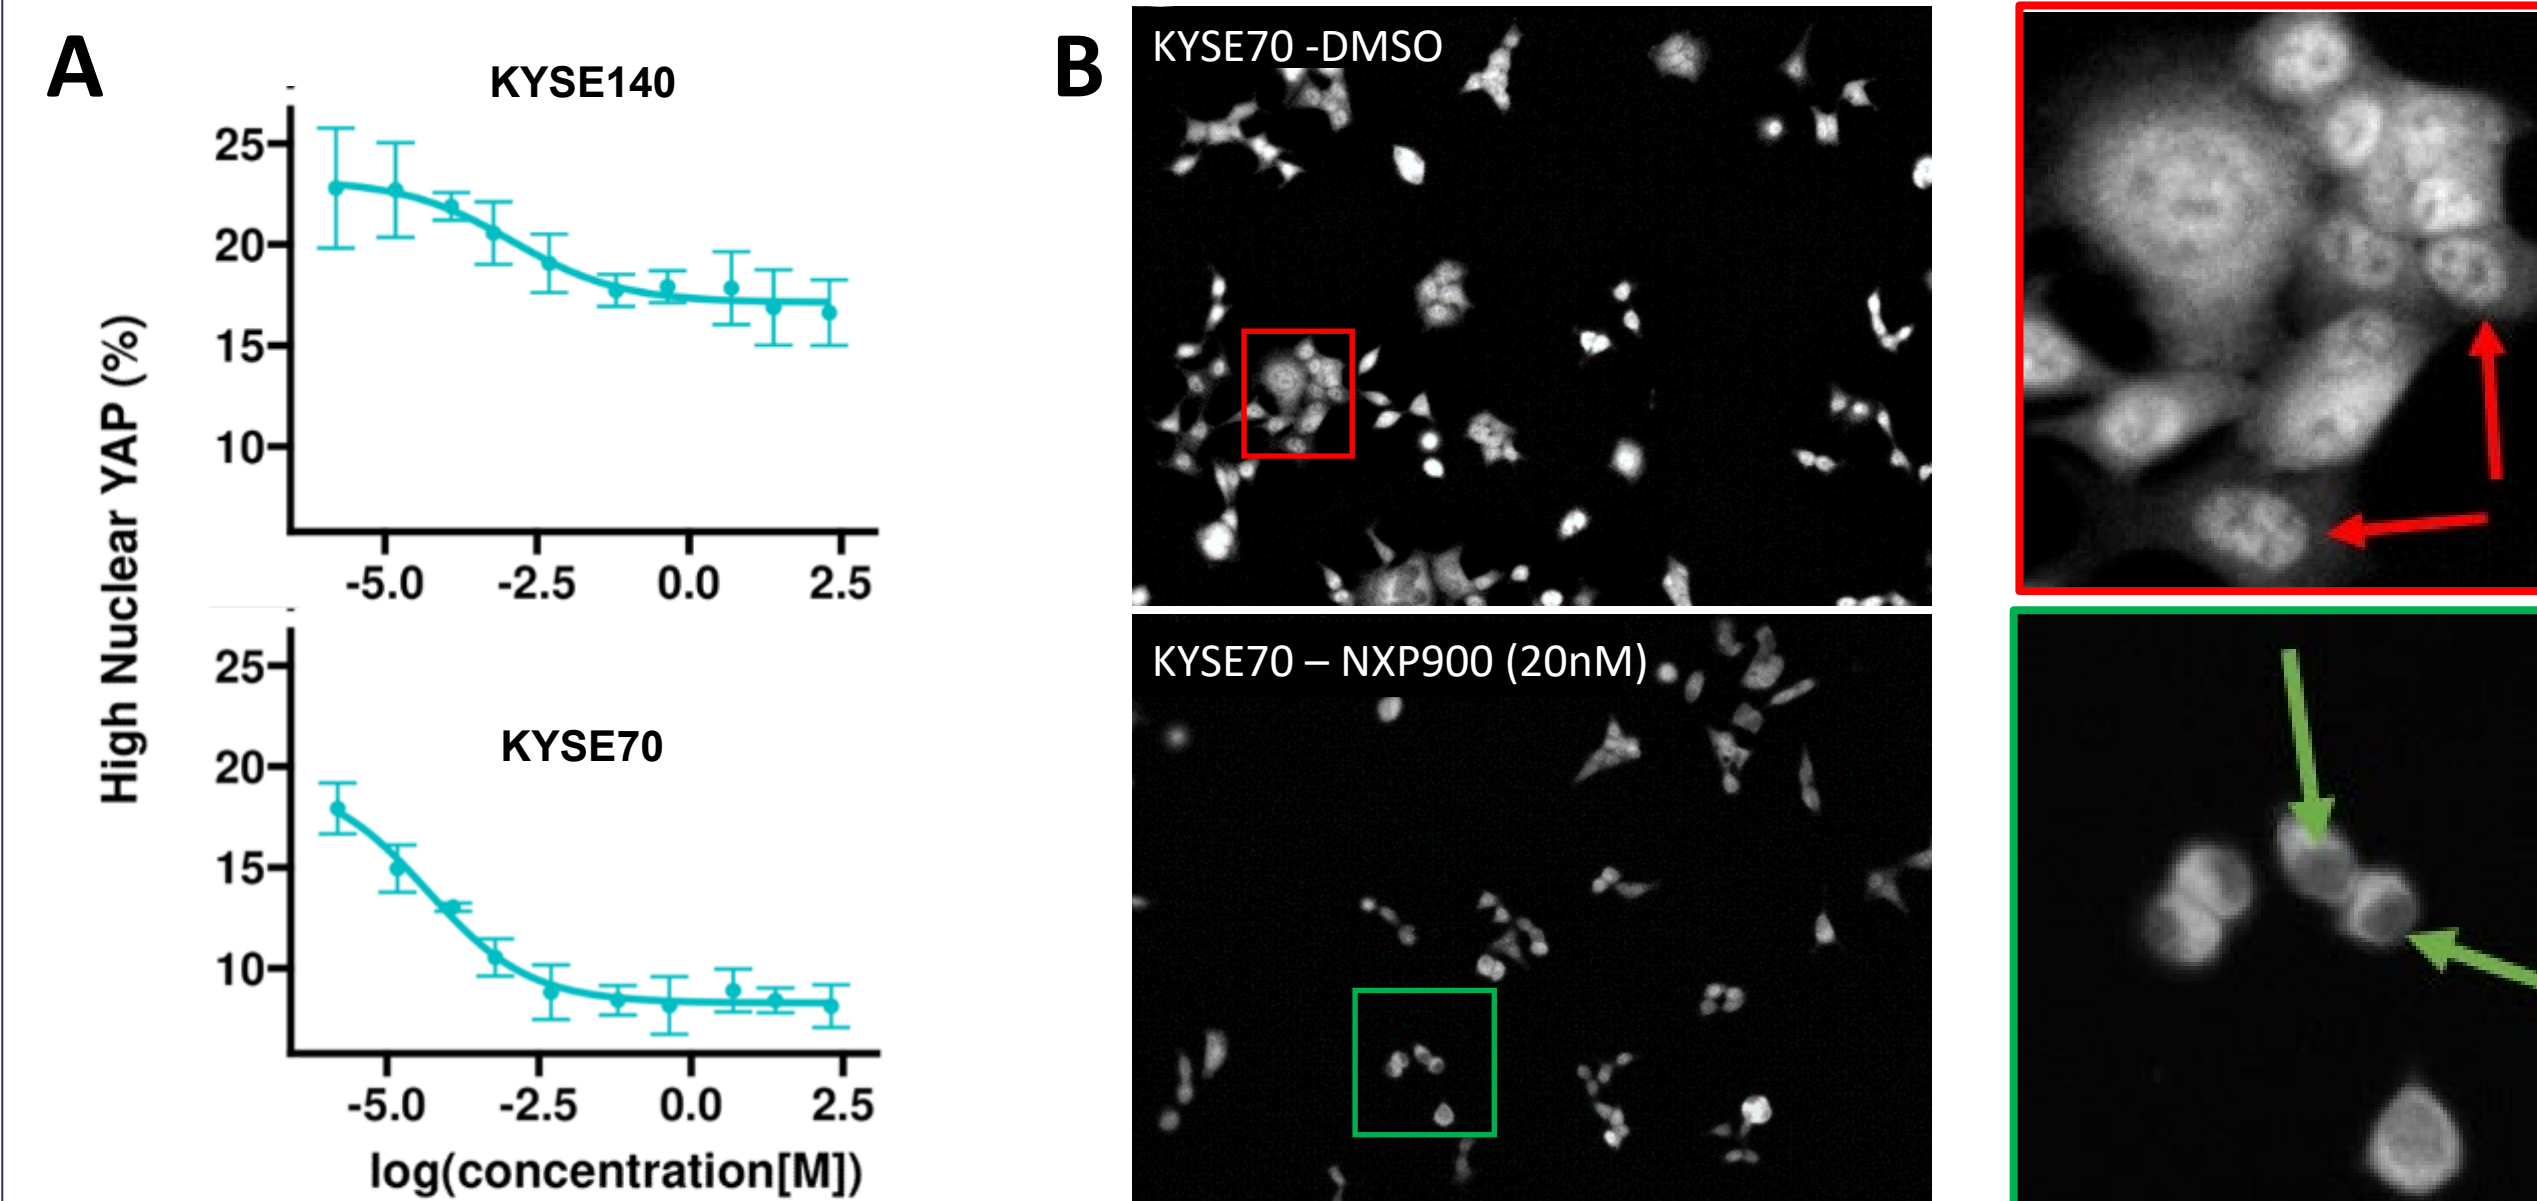 A
KYSE140
25
20
15
10
-5.0 -2.5 0.0 2.5
High Nuclear YAP (%)
KYSE70
25
20
15
10
-5.0 -2.5 0.0 2.5
log(concentration[M])
B
KYSE70 -DMSO
KYSE70 – NXP900 (20nM)